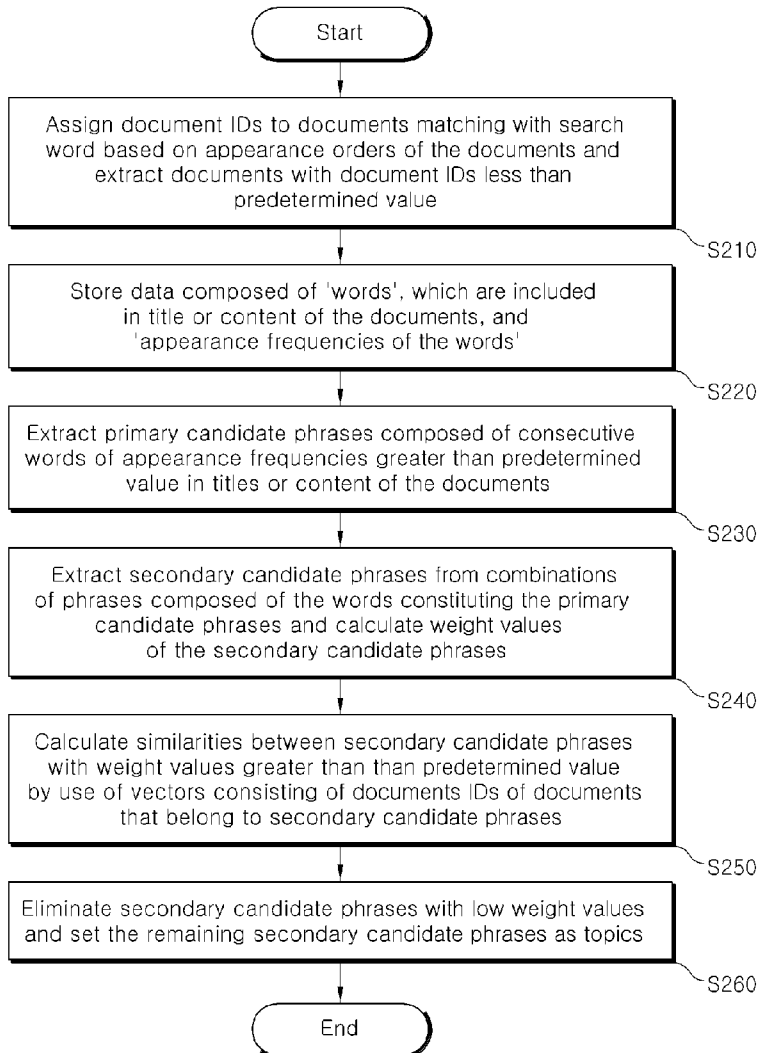 Start
Assign document IDs to documents matching with search
word based on appearance orders of the documents and
extract documents with document IDs less than
predetermined value
S210
Store data composed of 'words', which are included
in title or content of the documents, and
'appearance frequencies of the words'
S220
Extract primary candidate phrases composed of consecutive
words of appearance frequencies greater than predetermined
value in titles or content of the documents
S230
Extract secondary candidate phrases from combinations
of phrases composed of the words constituting the primary
candidate phrases and calculate weight values
of the secondary candidate phrases
S240
Calculate similarities between secondary candidate phrases
with weight values greater than than predetermined value
by use of vectors consisting of documents IDs of documents
that belong to secondary candidate phrases
S250
Eliminate secondary candidate phrases with low weight values
and set the remaining secondary candidate phrases as topics
S260
End